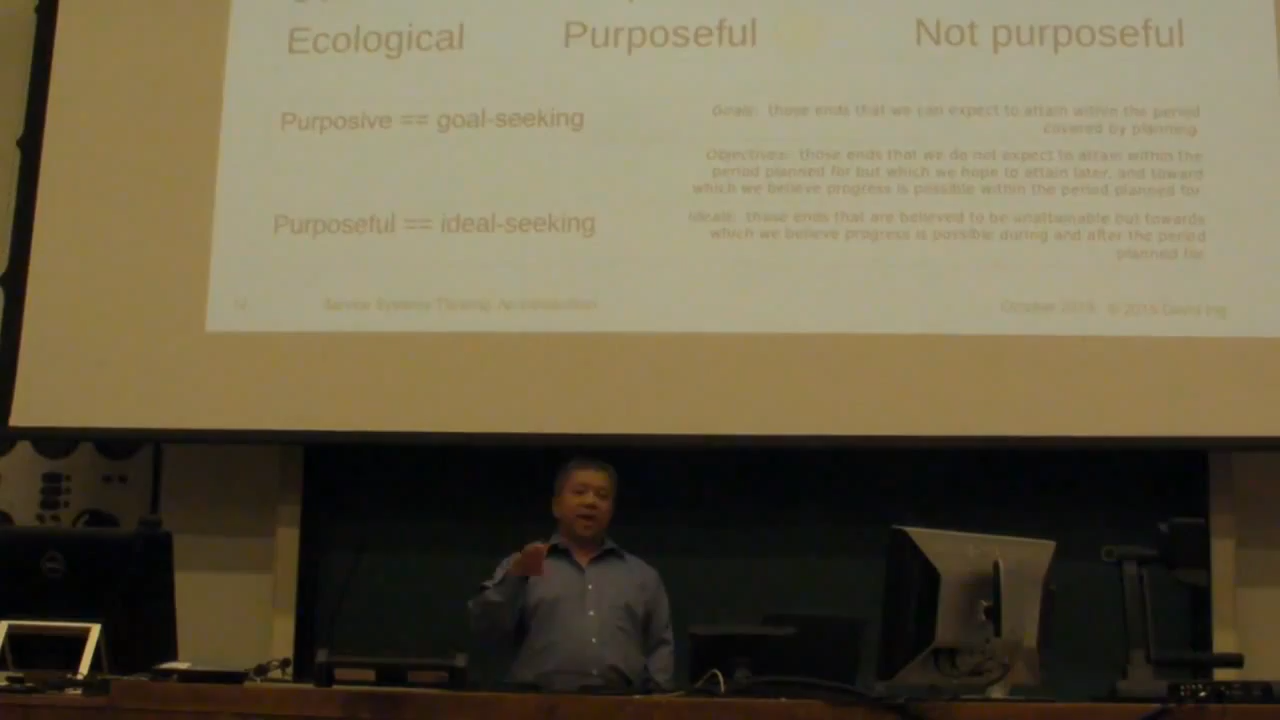 Ecological Purposeful Not purposeful
Purposive == goal-seeking
Goals: those ends that we can expect to attain within the period
covered by planning.
Objectives: those ends that we do not expect to attain within the
period planned for but which we hope to attain later, and toward
which we believe progress is possible within the period planned for.
Purposeful == ideal-seeking
Ideals: those ends that are believed to be unattainable but towards
which we believe progress is possible during and after the period
planned for.
Service Systems Thinking: An Introduction
October 2015 © 2015 David Ing